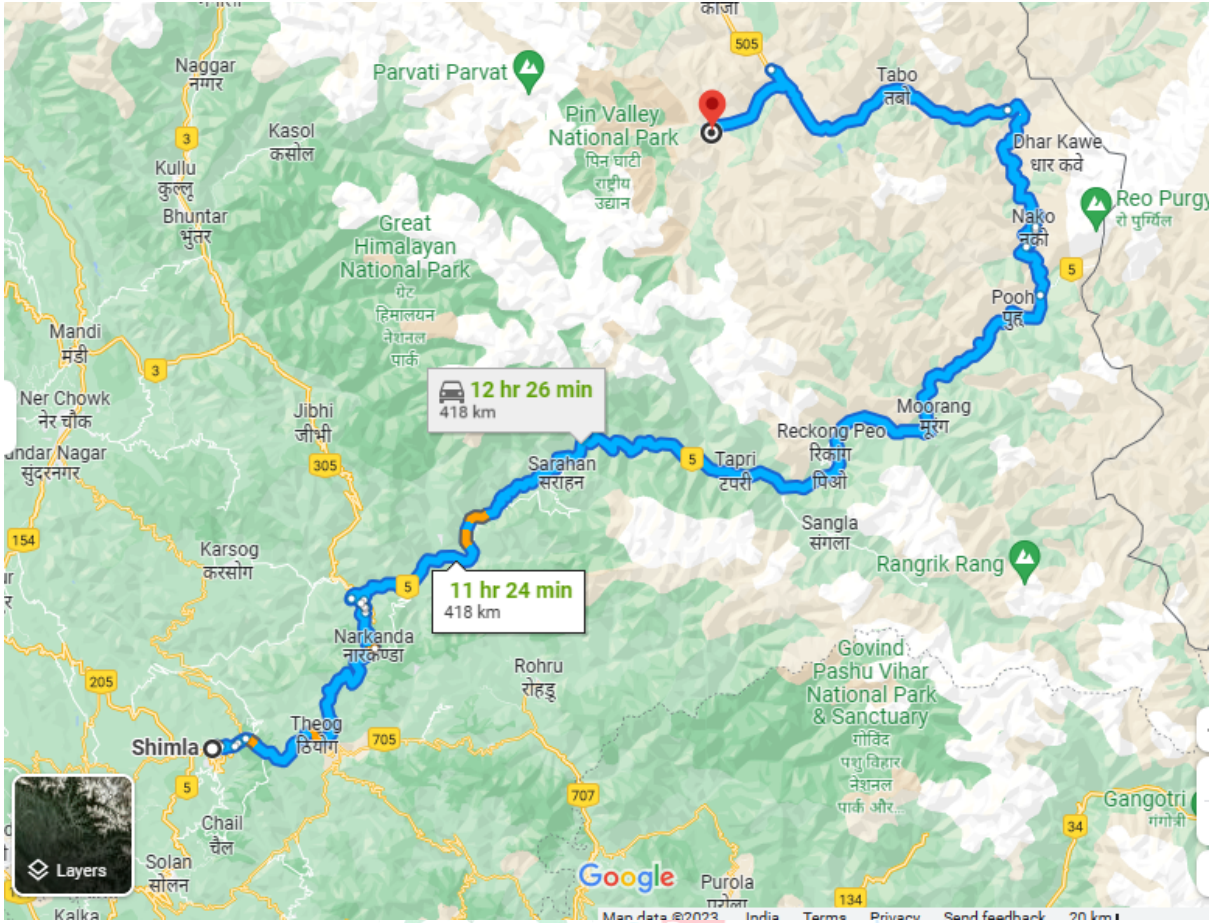 काजा
505
Naggar
नग्गर
Parvati Parvat
Tabo
तबो
Pin Valley
National Park
पिन घाटी
राष्ट्रीय
उद्यान
Kasol
कसोल
3
Dhar Kawe
धार कवे
Kullu
कुल्लू
Reo Purgy
रो पुर्ग्यिल
Bhuntar
भुंतर
Great
Himalayan
National Park
ग्रेट
हिमालयन
नेशनल
पार्क
Nako
नकी
5
Pooh
पुह
Mandi
मंडी
3
12 hr 26 min
418 km
Ner Chowk
नेर चौक
Jibhi
जीभी
Moorang
मूरंग
Reckong Peo
रिकांग
पिओ
undar Nagar
सुंदरनगर
305
Sarahan
सराहन
5
Tapri
टपरी
Sangla
संगला
154
Karsog
करसोग
Rangrik Rang
5
11 hr 24 min
418 km
Narkanda
नारकण्डा
Rohru
रोहड़ू
Govind
Pashu Vihar
National Park
& Sanctuary
गोविंद
पशु विहार
नेशनल
पार्क और...
205
Theog
ठियोग
705
Shimla
5
707
Gangotri
गंगोत्री
Chail
चैल
34
Layers
Solan
सोलन
Google
Purola
पुरोला
134
Kalka
Map data ©2023 India Terms Privacy Send feedback 20 km